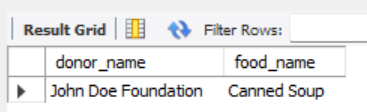 Result Grid Filter Rows:
donor_name food_name
John Doe Foundation Canned Soup